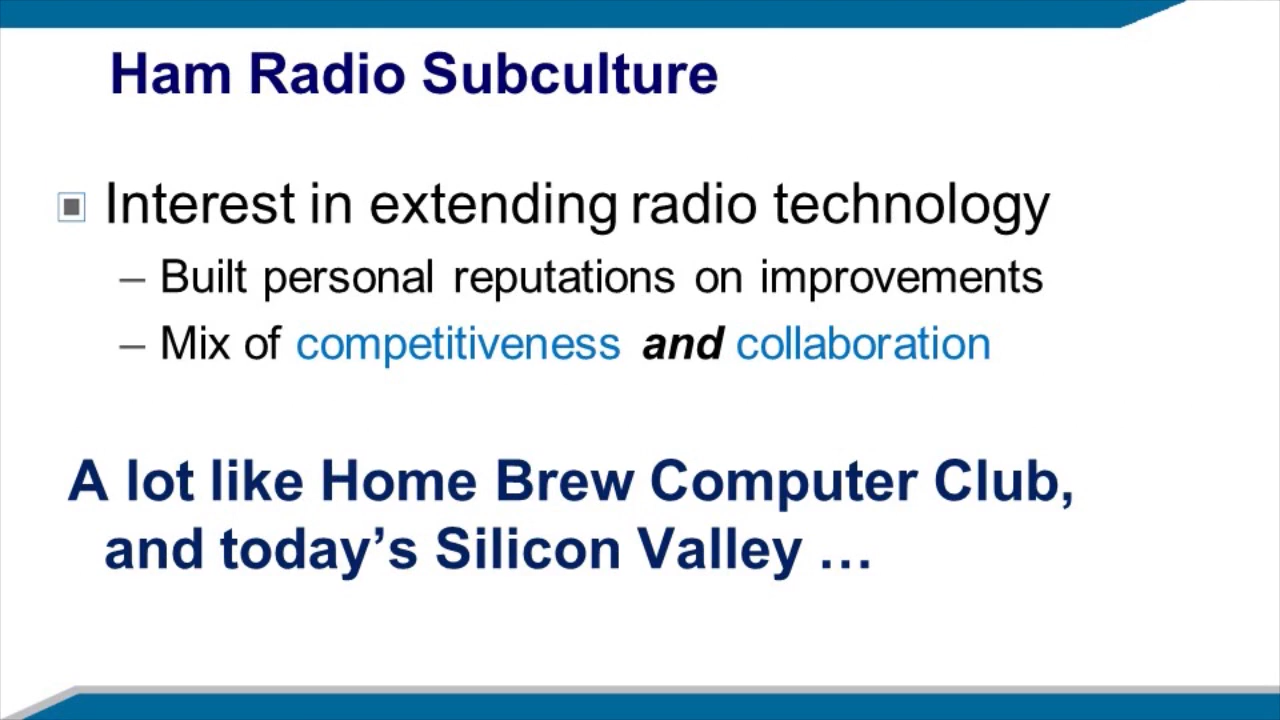 Ham Radio Subculture
Interest in extending radio technology
– Built personal reputations on improvements
– Mix of competitiveness and collaboration
A lot like Home Brew Computer Club,
and today’s Silicon Valley …